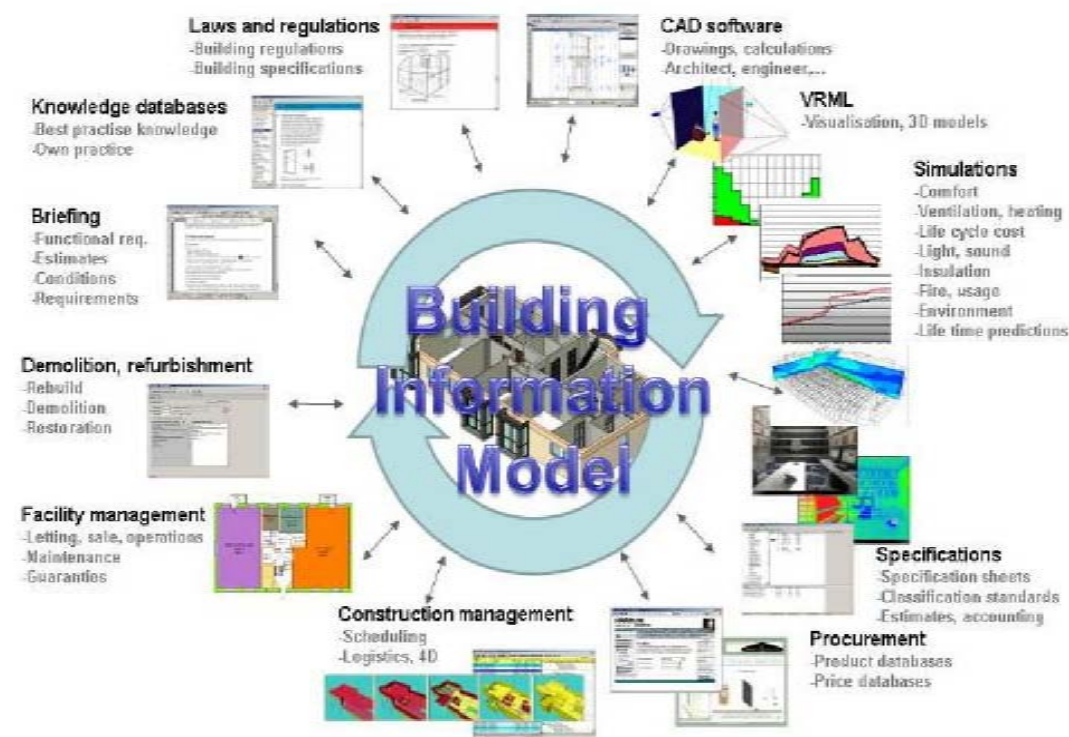 Laws and regulations
-Building regulations
-Building specifications
CAD software
-Drawings, calculations
-Architect, engineer,...
Knowledge databases
-Best practise knowledge
-Own practice
VRML
-Visualisation, 3D models
Simulations
-Comfort
-Ventilation, heating
-Life cycle cost
-Light, sound
-Insulation
-Fire, usage
-Environment
-Life time predictions
Briefing
-Functional req.
-Estimates
-Conditions
-Requirements
Building
Information
Model
Demolition, refurbishment
-Rebuild
-Demolition
-Restoration
Facility management
-Letting, sale, operations
-Maintenance
-Guaranties
Specifications
-Specification sheets
-Classification standards
-Estimates, accounting
Construction management
-Scheduling
-Logistics, 4D
Procurement
-Product databases
-Price databases